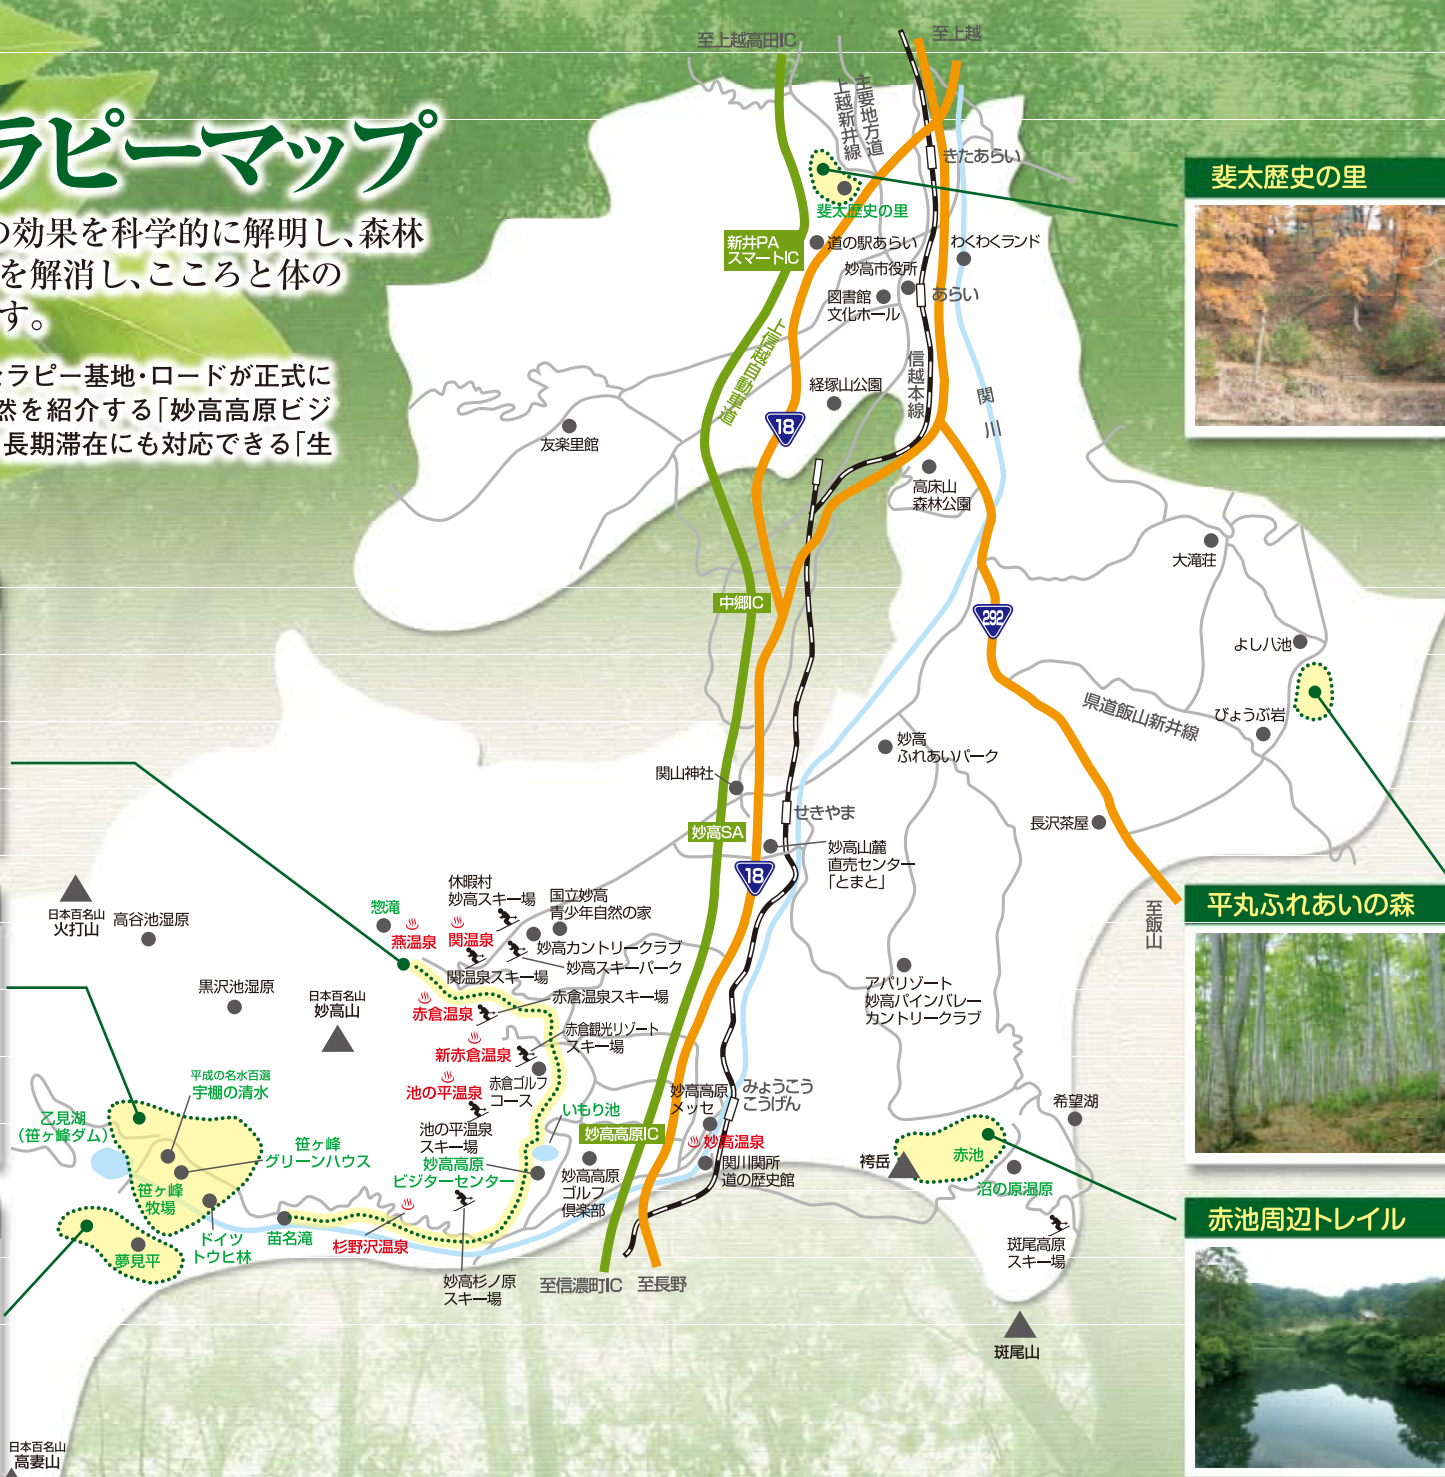 ラピーマップ
の効果を科学的に解明し、森林
を解消し、こころと体の
す。
セラピー基地・ロードが正式に
然を紹介する「妙高高原ビジ
長期滞在にも対応できる「生
至上越高田IC
至上越
主要地方道
上越新井線
きたあらい
斐太歴史の里
斐太歴史の里
新井PA
スマートIC
道の駅あらい
わくわくランド
妙高市役所
図書館
文化ホール
あらい
上信越自動車道
信越本線
経塚山公園
関川
18
友楽里館
高床山
森林公園
大滝荘
中郷IC
292
よし八池
県道飯山新井線
びょうぶ岩
妙高
ふれあいパーク
関山神社
せきやま
妙高SA
長沢茶屋
妙高山麓
直売センター
「とまと」
18
至飯山
平丸ふれあいの森
休暇村
妙高スキー場
国立妙高
青少年自然の家
惣滝
燕温泉
関温泉
妙高カントリークラブ
関温泉スキー場
妙高スキーパーク
日本百名山
火打山
高谷池湿原
黒沢池湿原
日本百名山
妙高山
赤倉温泉
赤倉温泉スキー場
新赤倉温泉
赤倉観光リゾート
スキー場
アパリゾート
妙高パインバレー
カントリークラブ
平成の名水百選
宇棚の清水
池の平温泉
赤倉ゴルフ
コース
妙高高原
メッセ
みょうこう
こうげん
希望湖
乙見湖
(笹ヶ峰ダム)
いもり池
池の平温泉
スキー場
妙高高原IC
妙高温泉
笹ヶ峰
グリーンハウス
妙高高原
ビジターセンター
妙高高原
ゴルフ
倶楽部
関川関所
道の歴史館
袴岳
赤池
沼の原湿原
笹ヶ峰
牧場
赤池周辺トレイル
ドイツ
トウヒ林
苗名滝
杉野沢温泉
夢見平
妙高杉ノ原
スキー場
至信濃町IC
至長野
斑尾高原
スキー場
斑尾山
日本百名山
高妻山